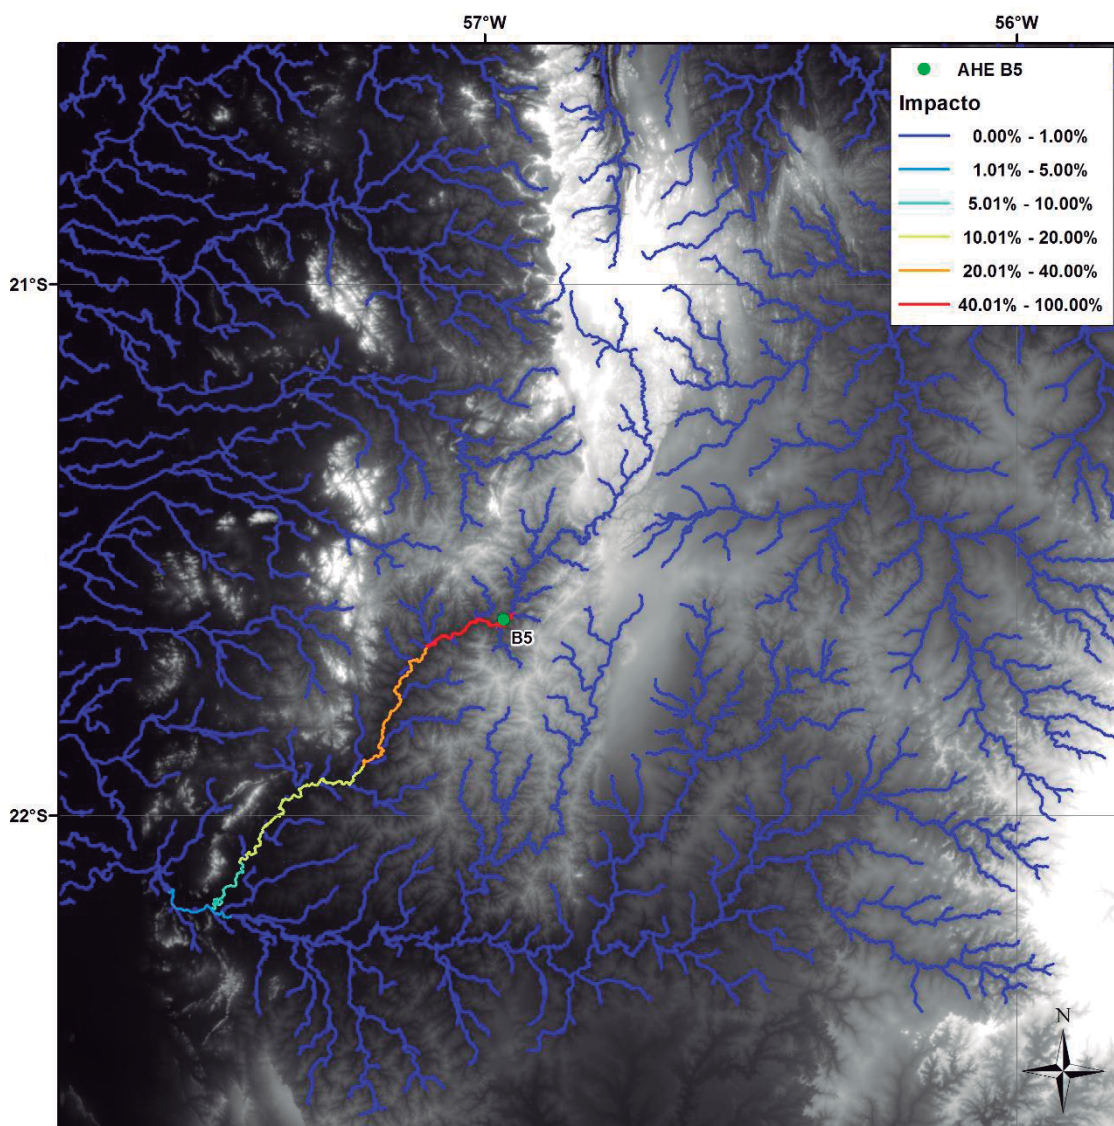 57°W
56°W
AHE B5
Impacto
0.00% - 1.00%
1.01% - 5.00%
5.01% - 10.00%
10.01% - 20.00%
20.01% - 40.00%
40.01% - 100.00%
21°S
B5
22°S
N